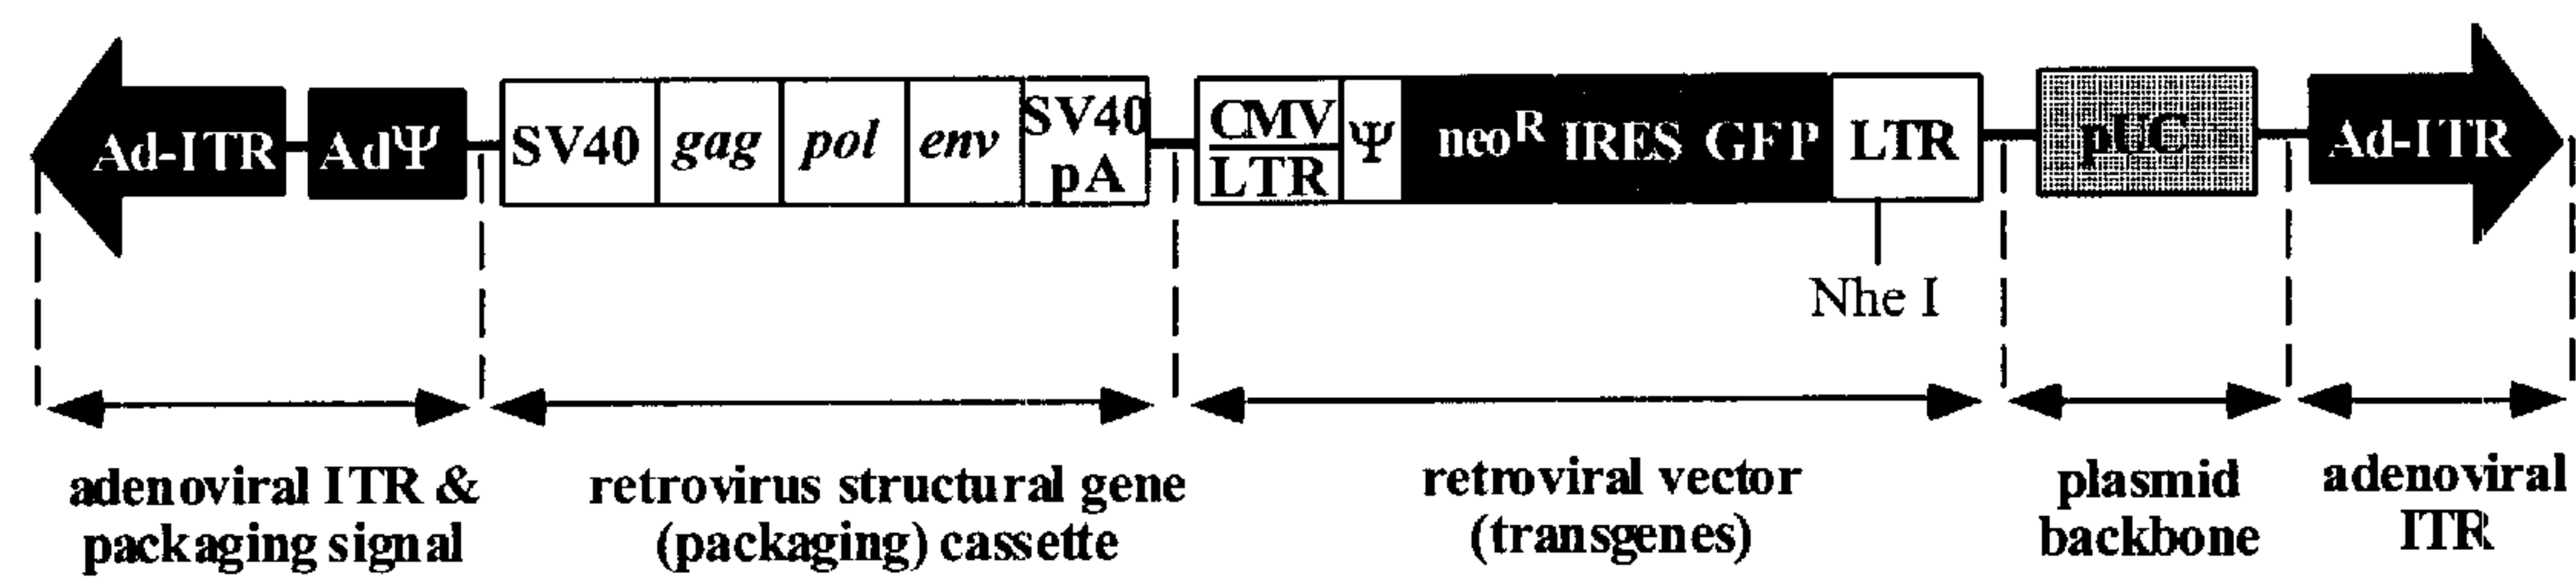 Ad-ITR AdΨ SV40 gag pol env SV40 pA CMV LTR Ψ neoR IRES GFP LTR pUC Ad-ITR
Nhe I
adenoviral ITR &
packaging signal
retrovirus structural gene
(packaging) cassette
retroviral vector
(transgenes)
plasmid
backbone
adenoviral
ITR